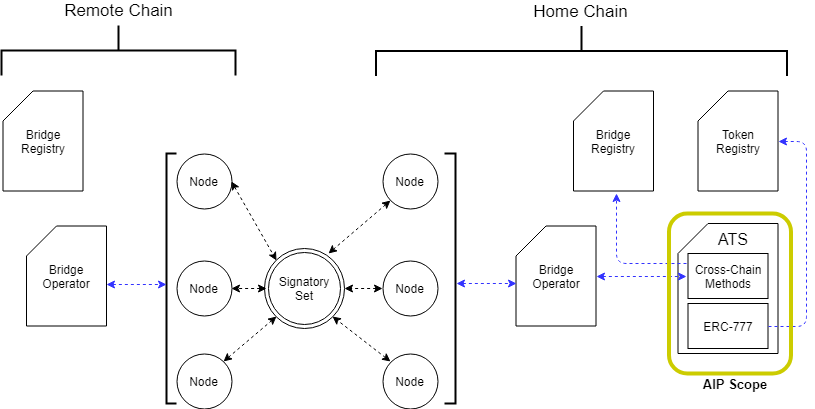 Remote Chain
Home Chain
Bridge
Registry
Bridge
Registry
Token
Registry
Node
Node
Bridge
Operator
Node
Signatory
Set
Node
Bridge
Operator
ATS
Cross-Chain
Methods
ERC-777
Node
Node
AIP Scope